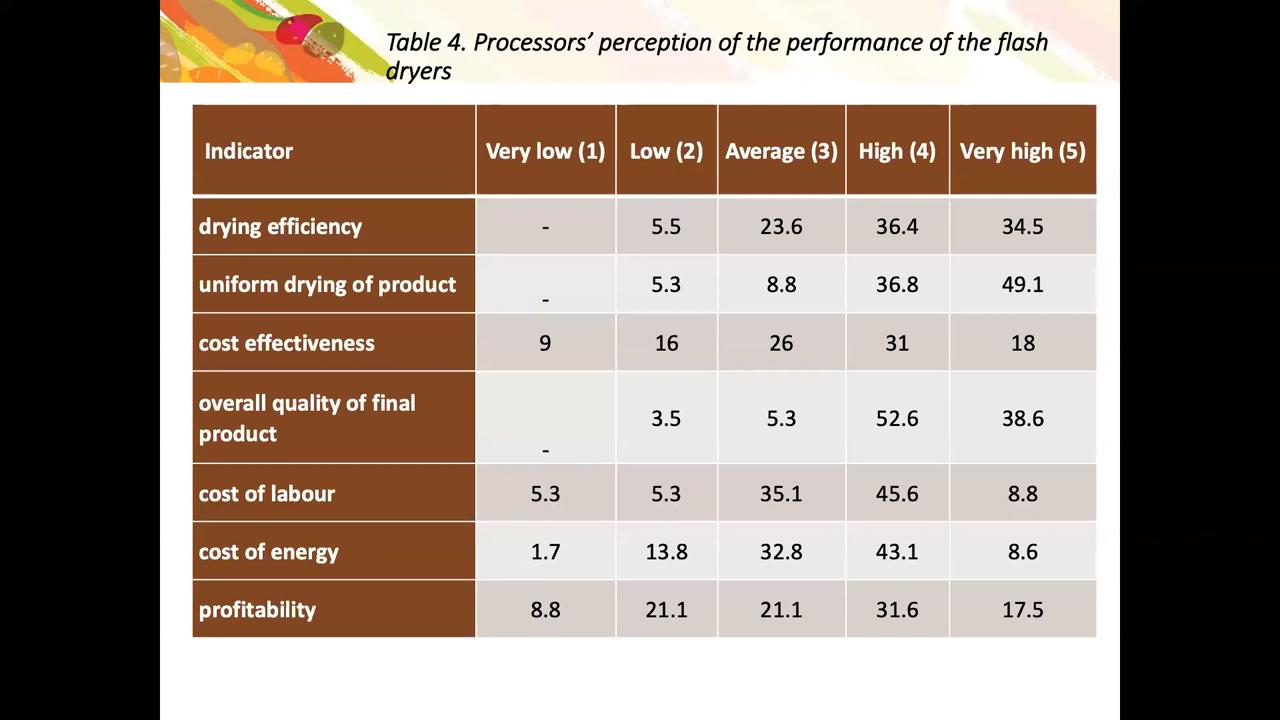 Table 4. Processors’ perception of the performance of the flash
dryers
Indicator Very low (1) Low (2) Average (3) High (4) Very high (5)
drying efficiency - 5.5 23.6 36.4 34.5
uniform drying of product - 5.3 8.8 36.8 49.1
cost effectiveness 9 16 26 31 18
overall quality of final
product - 3.5 5.3 52.6 38.6
cost of labour 5.3 5.3 35.1 45.6 8.8
cost of energy 1.7 13.8 32.8 43.1 8.6
profitability 8.8 21.1 21.1 31.6 17.5